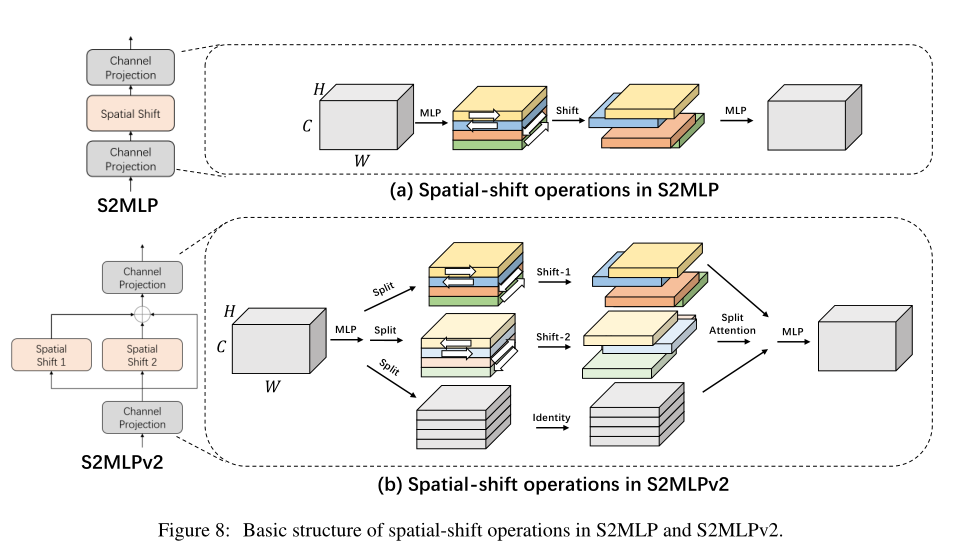 Channel
Projection
Spatial Shift
Channel
Projection
S2MLP
H
C
W
MLP
Shift
MLP
(a) Spatial-shift operations in S2MLP
Channel
Projection
Spatial
Shift 1
Spatial
Shift 2
Channel
Projection
S2MLPv2
H
C
W
MLP
Split
Split
Split
Shift-1
Shift-2
Identity
Split
Attention
MLP
(b) Spatial-shift operations in S2MLPv2
Figure 8: Basic structure of spatial-shift operations in S2MLP and S2MLPv2.